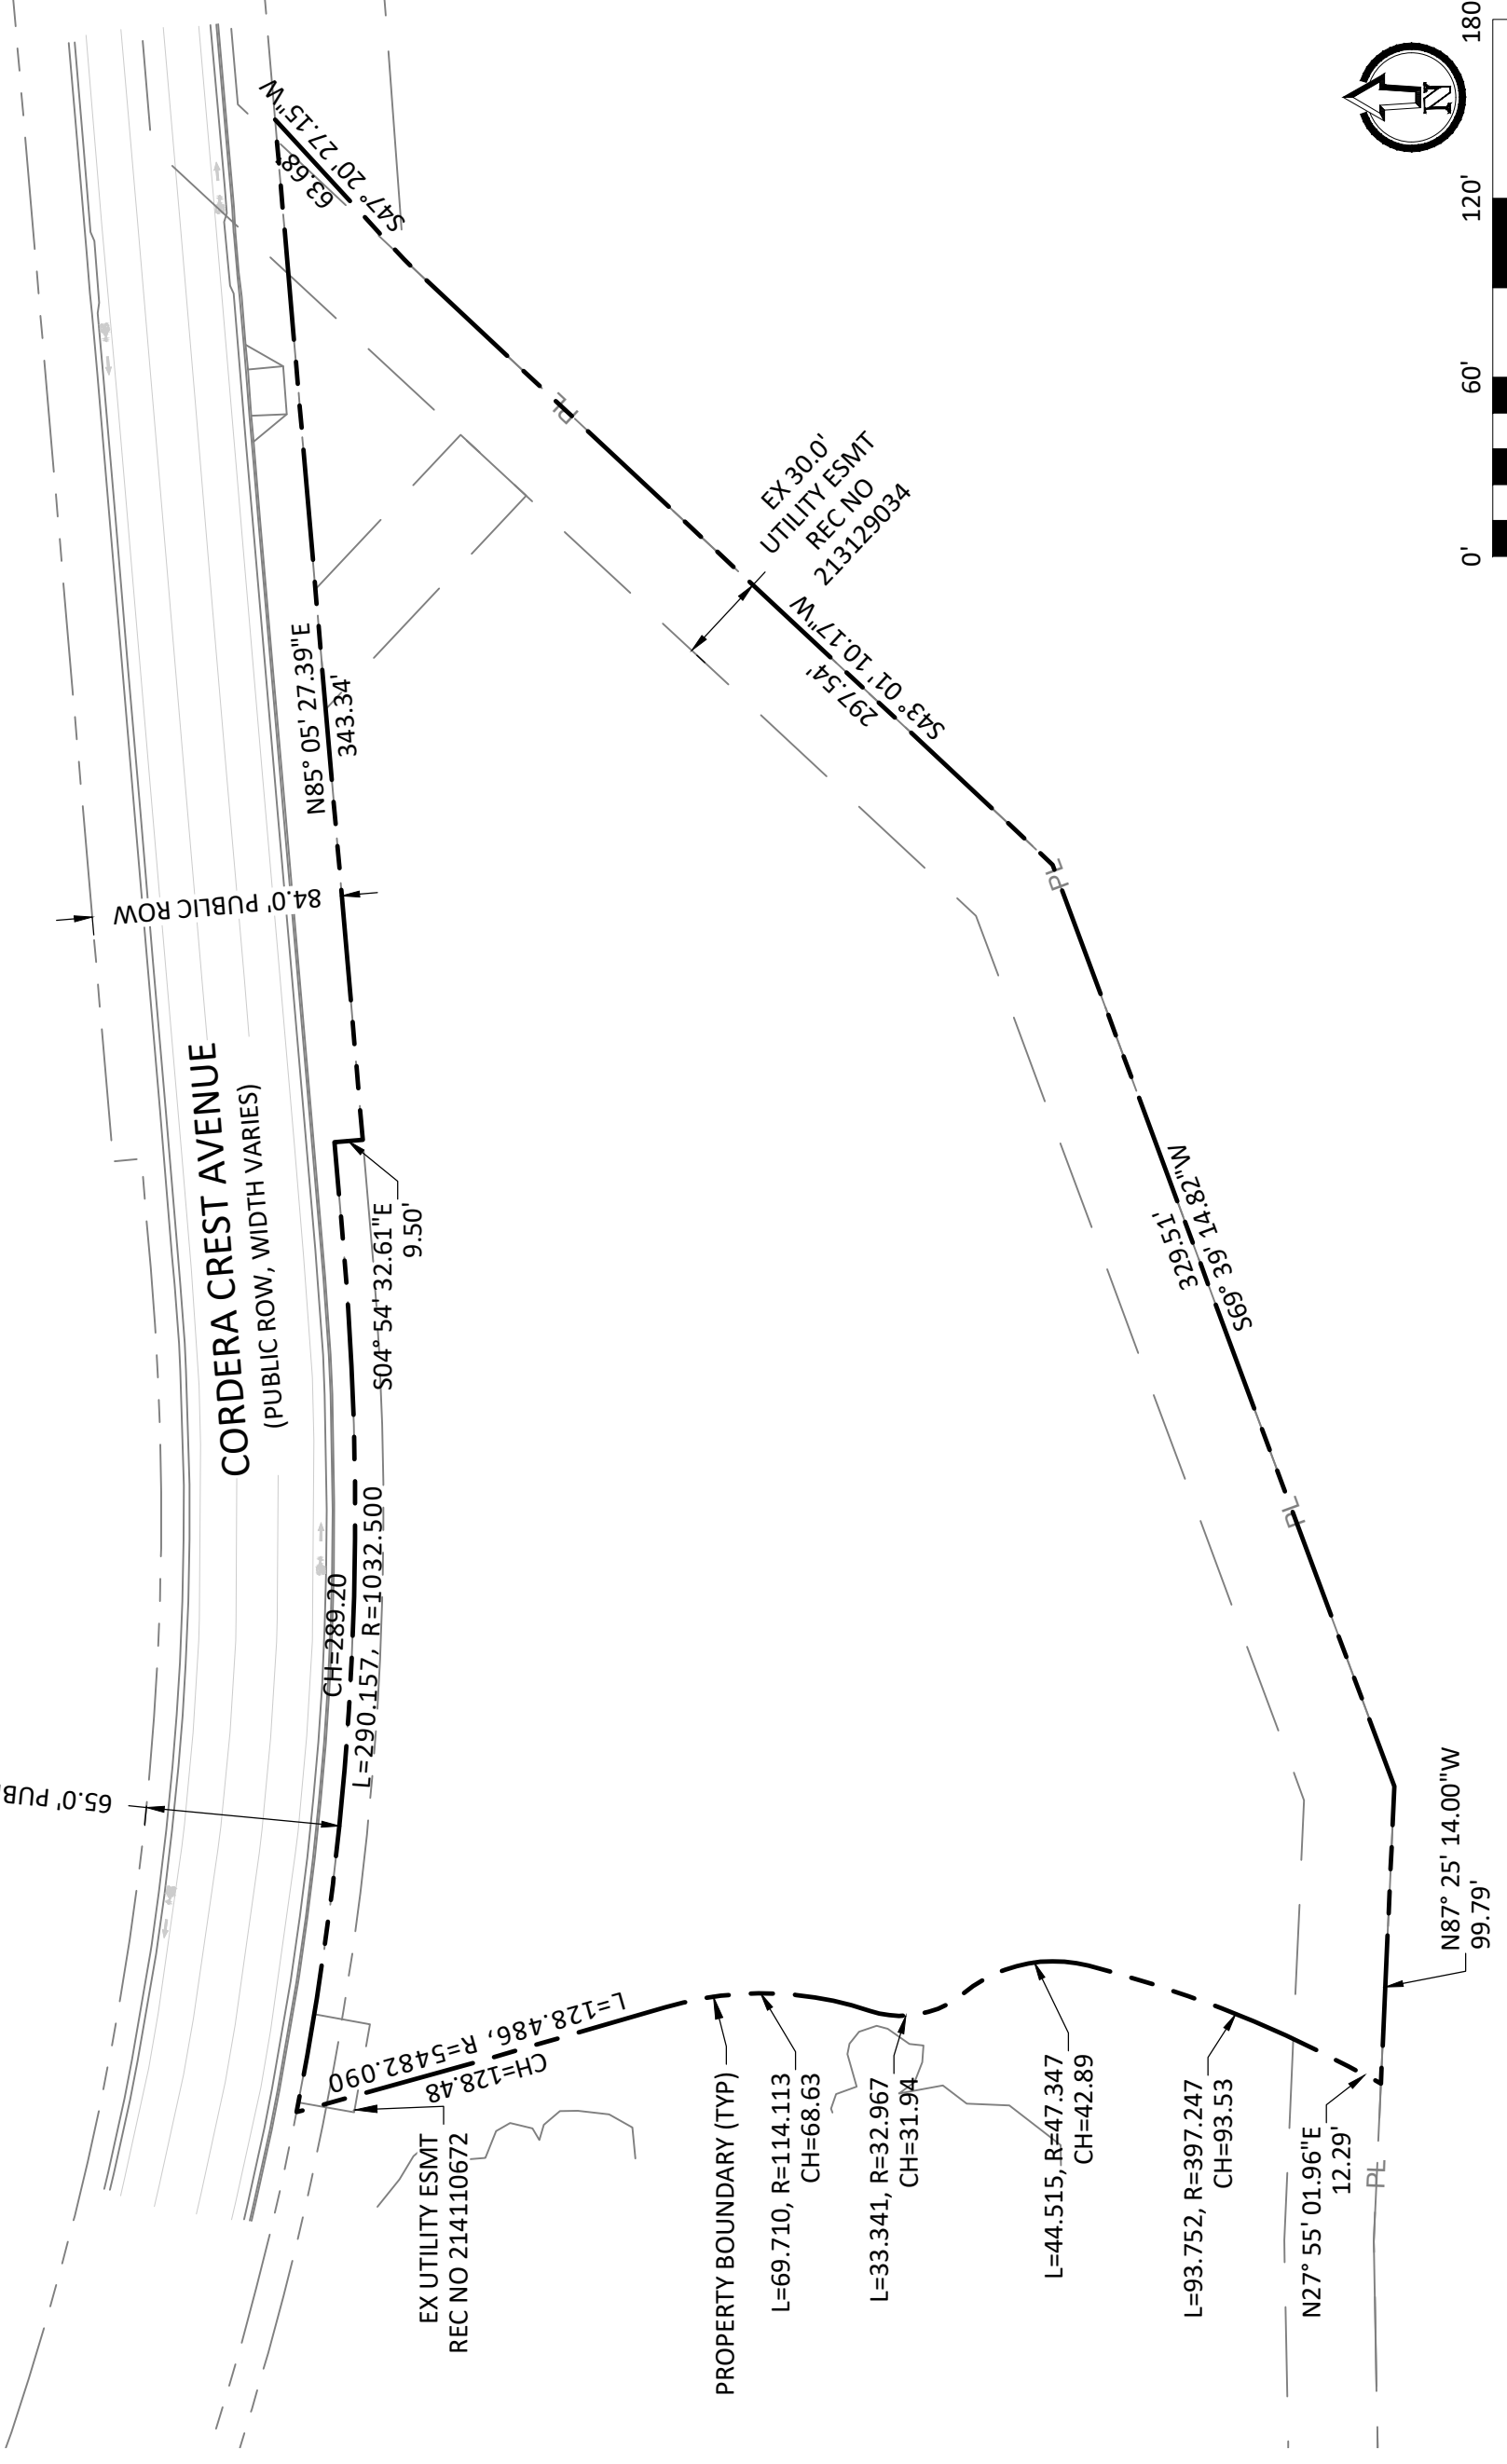 CORDERA CREST AVENUE
(PUBLIC ROW, WIDTH VARIES)
65.0' PUB
84.0' PUBLIC ROW
N85° 05' 27.39"E
343.34'
S47° 20' 27.15"W
63.68'
PL
EX 30.0'
UTILITY ESMT
REC NO
213129034
S43° 01' 10.17"W
297.54'
PL
S04° 54' 32.61"E
9.50'
CH=289.20
L=290.157, R=1032.500
329.51'
S69° 39' 14.82"W
PL
L=128.486, R=5482.090
CH=128.48
EX UTILITY ESMT
REC NO 214110672
PROPERTY BOUNDARY (TYP)
L=69.710, R=114.113
CH=68.63
L=33.341, R=32.967
CH=31.94
L=44.515, R=47.347
CH=42.89
L=93.752, R=397.247
CH=93.53
N27° 55' 01.96"E
12.29'
PL
N87° 25' 14.00"W
99.79'
N
0'
60'
120'
180